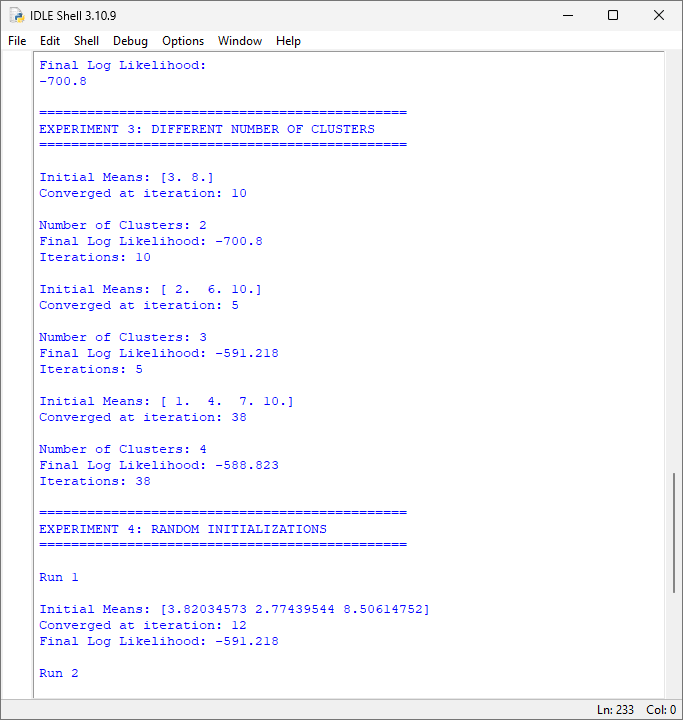 IDLE Shell 3.10.9
File Edit Shell Debug Options Window Help
Final Log Likelihood:
-700.8
==============================================
EXPERIMENT 3: DIFFERENT NUMBER OF CLUSTERS
==============================================
Initial Means: [3. 8.]
Converged at iteration: 10
Number of Clusters: 2
Final Log Likelihood: -700.8
Iterations: 10
Initial Means: [ 2.  6. 10.]
Converged at iteration: 5
Number of Clusters: 3
Final Log Likelihood: -591.218
Iterations: 5
Initial Means: [ 1.  4.  7. 10.]
Converged at iteration: 38
Number of Clusters: 4
Final Log Likelihood: -588.823
Iterations: 38
==============================================
EXPERIMENT 4: RANDOM INITIALIZATIONS
==============================================
Run 1
Initial Means: [3.82034573 2.77439544 8.50614752]
Converged at iteration: 12
Final Log Likelihood: -591.218
Run 2
Ln: 233 Col: 0